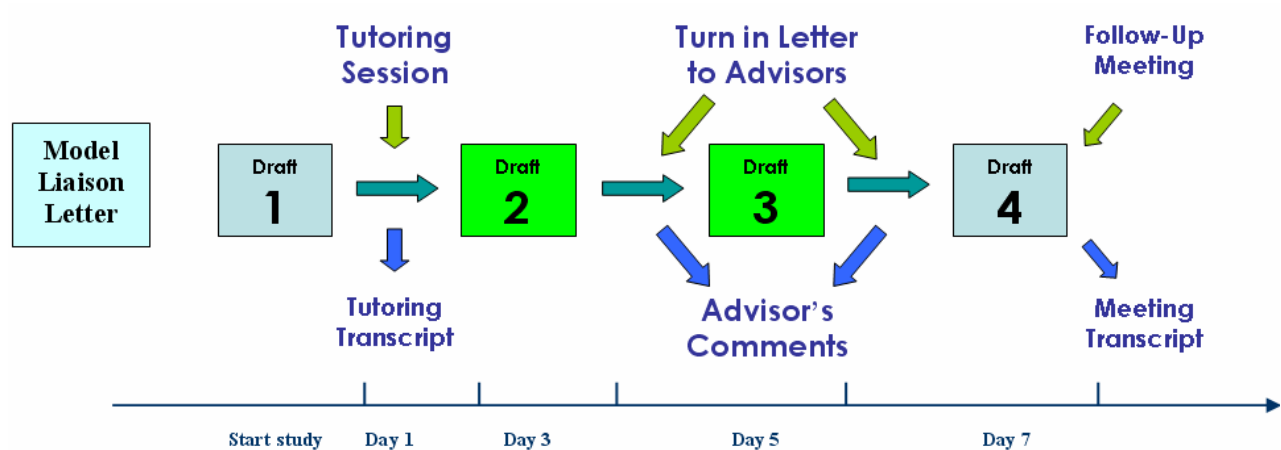 Tutoring
Session
Turn in Letter
to Advisors
Follow-Up
Meeting
Model
Liaison
Letter
Draft
1
Draft
2
Draft
3
Draft
4
Tutoring
Transcript
Advisor's
Comments
Meeting
Transcript
Start study
Day 1
Day 3
Day 5
Day 7